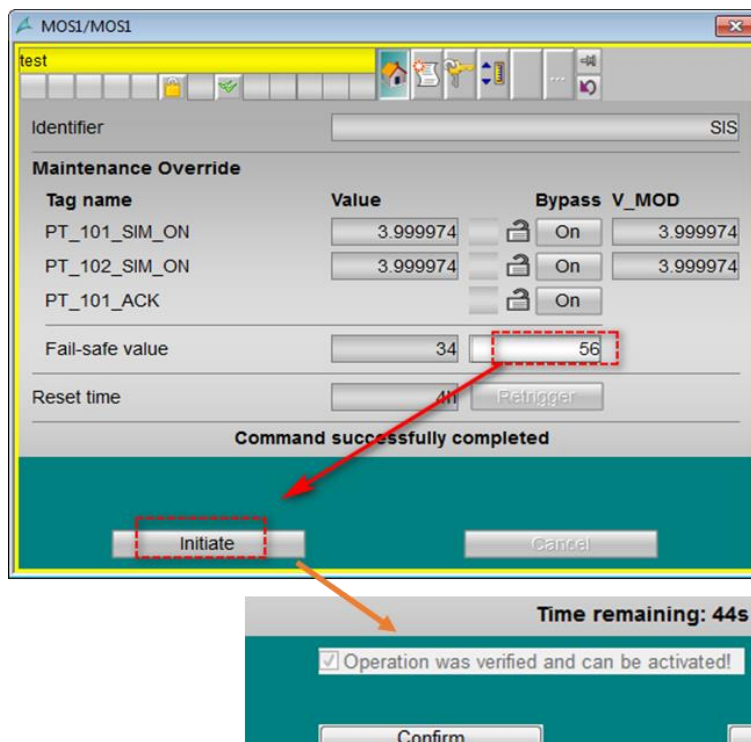 MOS1/MOS1
test
...
Identifier SIS
Maintenance Override
Tag name Value Bypass V_MOD
PT_101_SIM_ON 3.999974 On 3.999974
PT_102_SIM_ON 3.999974 On 3.999974
PT_101_ACK On
Fail-safe value 34 56
Reset time 4h Retrigger
Command successfully completed
Initiate Cancel
Time remaining: 44s
Operation was verified and can be activated!
Confirm